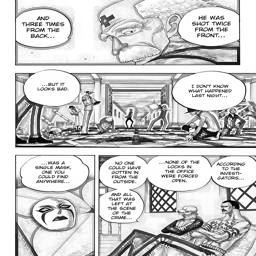 HE WAS
SHOT TWICE
FROM THE
FRONT...
AND
THREE TIMES
FROM THE
BACK...
I DON'T KNOW
WHAT HAPPENED
LAST NIGHT...
...BUT IT
LOOKS BAD.
ACCORDING
TO THE
INVESTI-
GATORS...
...NONE OF THE
LOCKS IN
THE OFFICE
WERE FORCED
OPEN.
NO ONE
COULD HAVE
GOTTEN IN
FROM THE
OUTSIDE.
AND ALL
THAT WAS
LEFT AT
THE SCENE
OF THE
CRIME...
...WAS A
SINGLE MASK,
ONE YOU
COULD FIND
ANYWHERE...